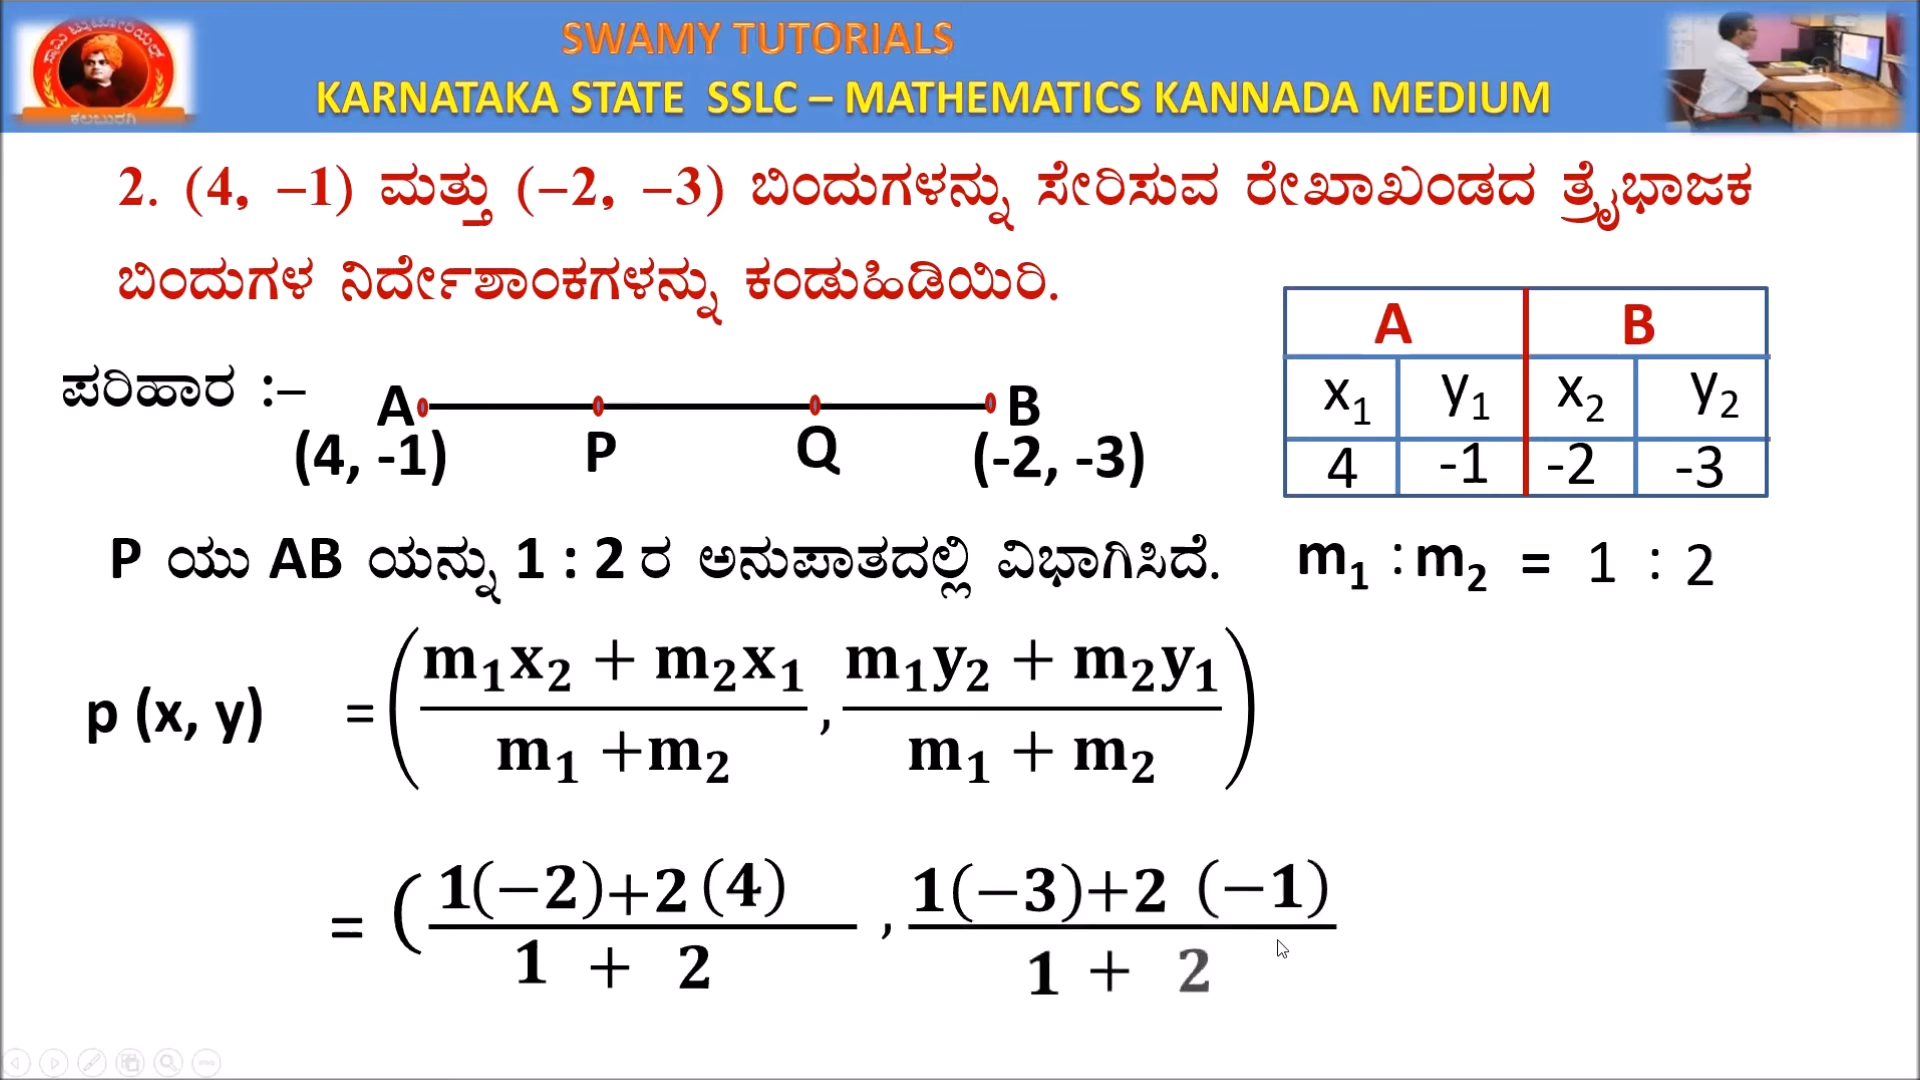 ಸ್ವಾಮಿ ಟ್ಯುಟೋರಿಯಲ್ಸ್
ಕಲಬುರಗಿ
SWAMY TUTORIALS
KARNATAKA STATE SSLC – MATHEMATICS KANNADA MEDIUM
2. (4, –1) ಮತ್ತು (–2, –3) ಬಿಂದುಗಳನ್ನು ಸೇರಿಸುವ ರೇಖಾಖಂಡದ ತ್ರೈಭಾಜಕ
ಬಿಂದುಗಳ ನಿರ್ದೇಶಾಂಕಗಳನ್ನು ಕಂಡುಹಿಡಿಯಿರಿ.
A B
x₁ y₁ x₂ y₂
4 -1 -2 -3
ಪರಿಹಾರ :–
A B
(4, -1) P Q (-2, -3)
P ಯು AB ಯನ್ನು 1 : 2 ರ ಅನುಪಾತದಲ್ಲಿ ವಿಭಾಗಿಸಿದೆ. m₁ : m₂ = 1 : 2
m₁x₂ + m₂x₁ m₁y₂ + m₂y₁
p (x, y) = ( , )
m₁ +m₂ m₁ + m₂
1(−2)+2 (4) 1(−3)+2 (−1)
= ( ,
1 + 2 1 + 2